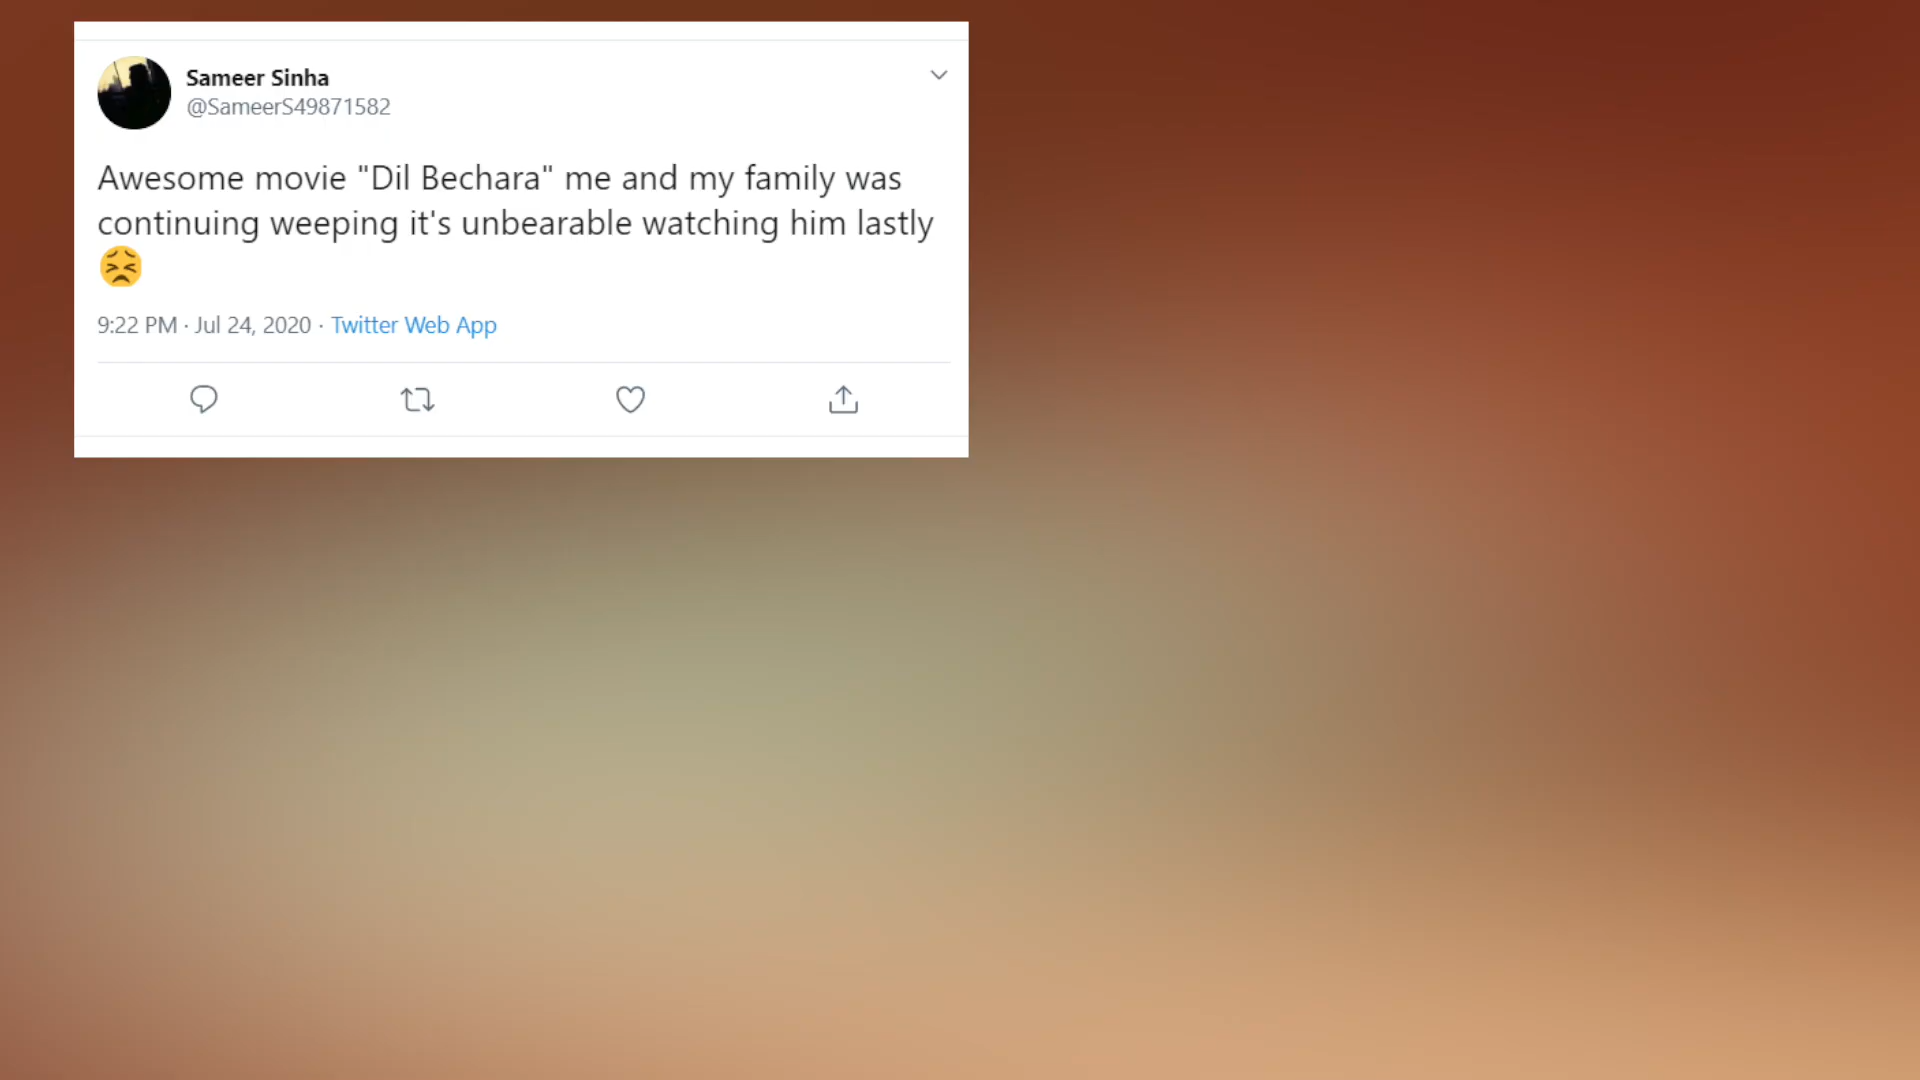 Sameer Sinha
@SameerS49871582
Awesome movie "Dil Bechara" me and my family was
continuing weeping it's unbearable watching him lastly
😣
9:22 PM · Jul 24, 2020 · Twitter Web App